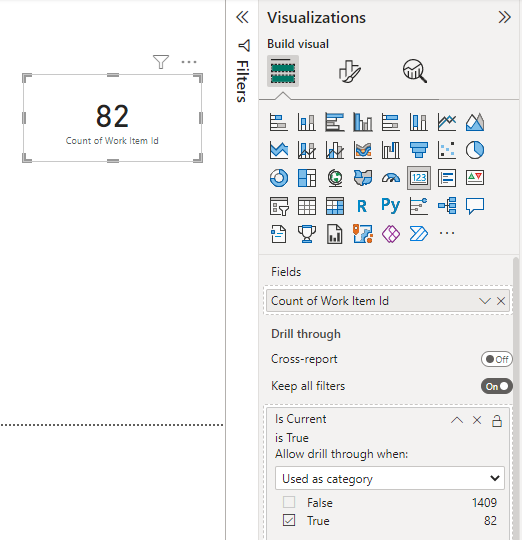 Visualizations
Build visual
Filters
82
Count of Work Item Id
123
R
Py
Fields
Count of Work Item Id
Drill through
Cross-report
Off
Keep all filters
On
Is Current
is True
Allow drill through when:
Used as category
False 1409
True 82